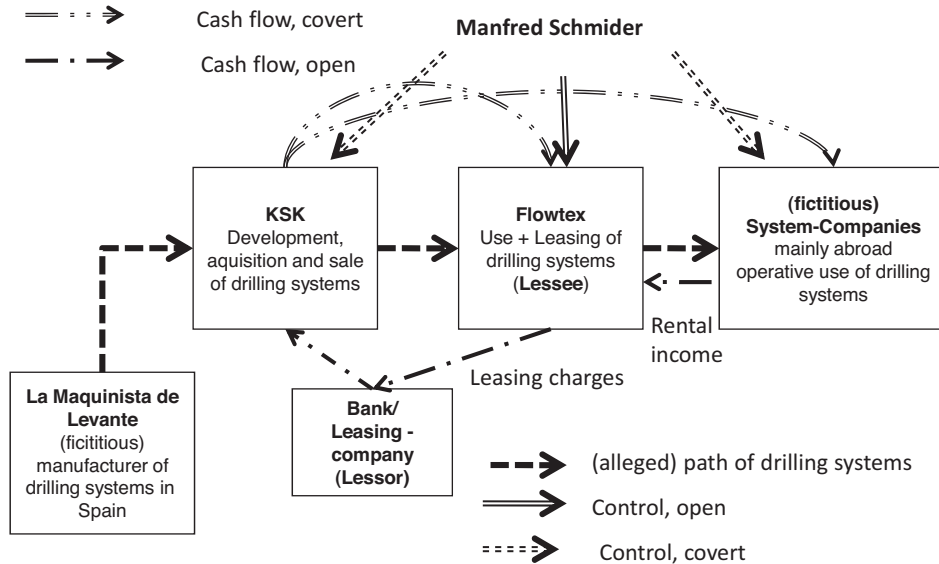 Cash flow, covert
Cash flow, open
Manfred Schmider
KSK
Development,
aquisition and sale
of drilling systems
Flowtex
Use + Leasing of
drilling systems
(Lessee)
(fictitious)
System-Companies
mainly abroad
operative use of drilling
systems
Rental
income
Leasing charges
La Maquinista de
Levante
(ficititious)
manufacturer of
drilling systems in
Spain
Bank/
Leasing -
company
(Lessor)
(alleged) path of drilling systems
Control, open
Control, covert